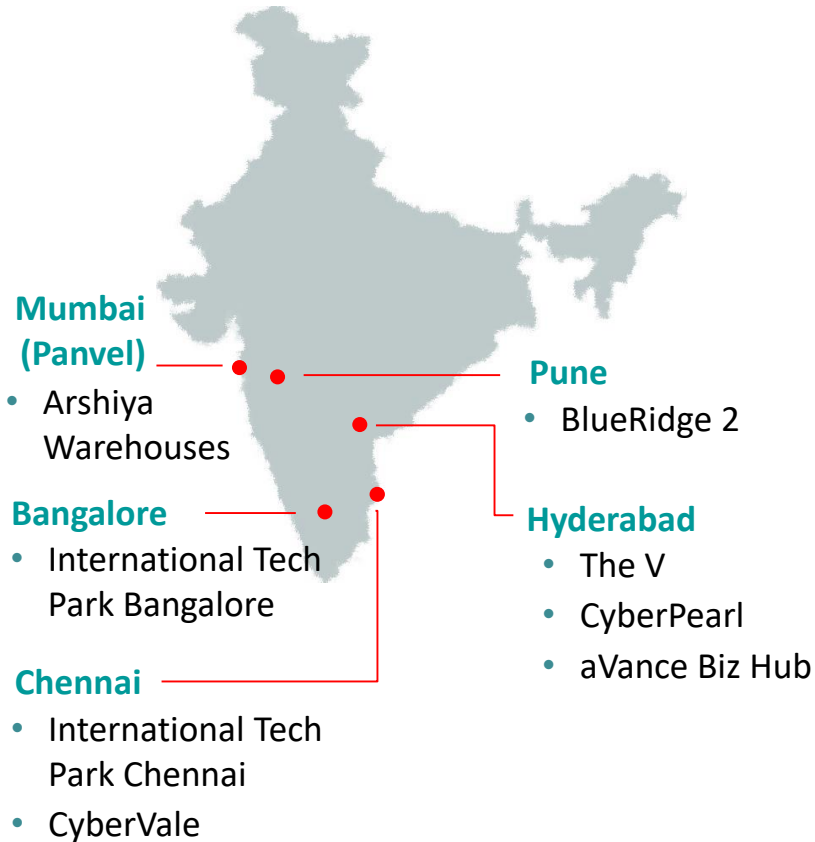 Mumbai
(Panvel)
• Arshiya
Warehouses
Pune
• BlueRidge 2
Bangalore
• International Tech
Park Bangalore
Hyderabad
• The V
• CyberPearl
• aVance Biz Hub
Chennai
• International Tech
Park Chennai
• CyberVale